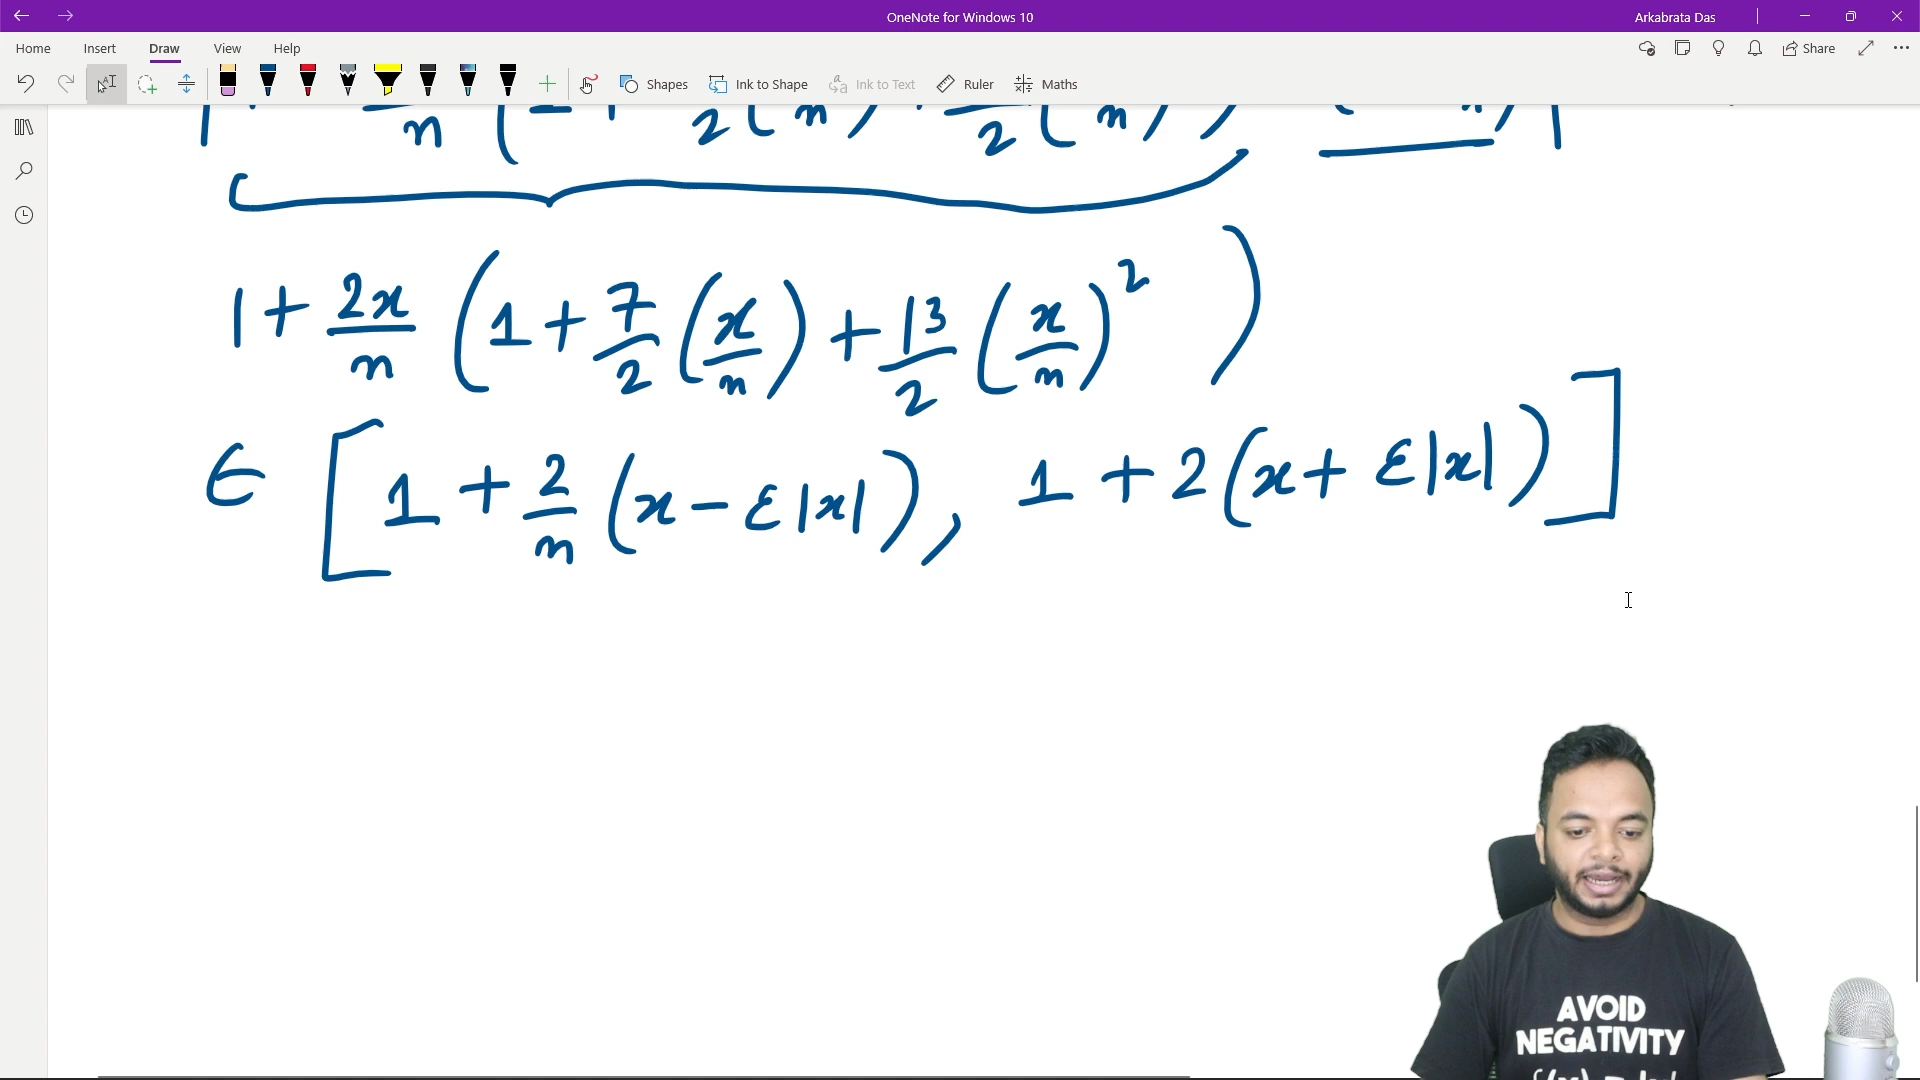 OneNote for Windows 10
Arkabrata Das
Home Insert Draw View Help
Share
Shapes Ink to Shape Ink to Text Ruler Maths
1 + 2x/n (1 + 7/2 (x/n) + 13/2 (x/n)^2 )
∈ [1 + 2/n (x - ε|x|), 1 + 2(x + ε|x|)]
AVOID
NEGATIVITY